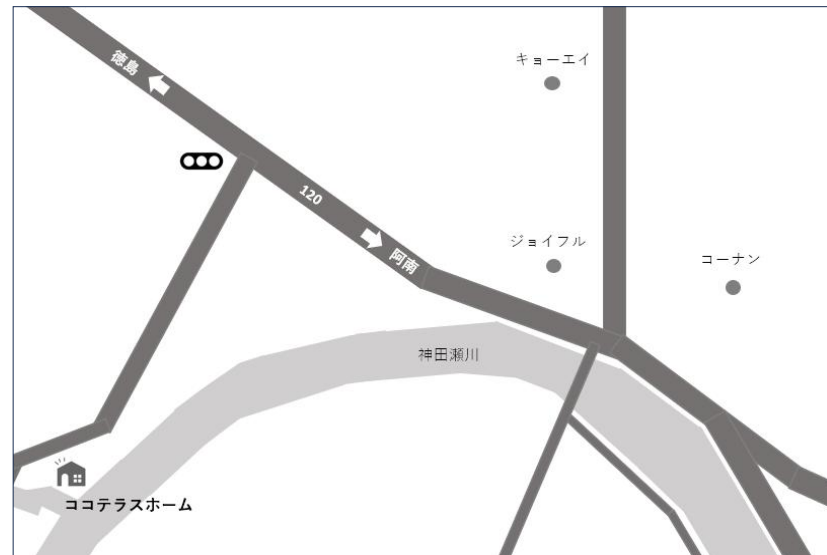 キョーエイ
徳島
120
ジョイフル
阿南
コーナン
神田瀬川
ココテラスホーム